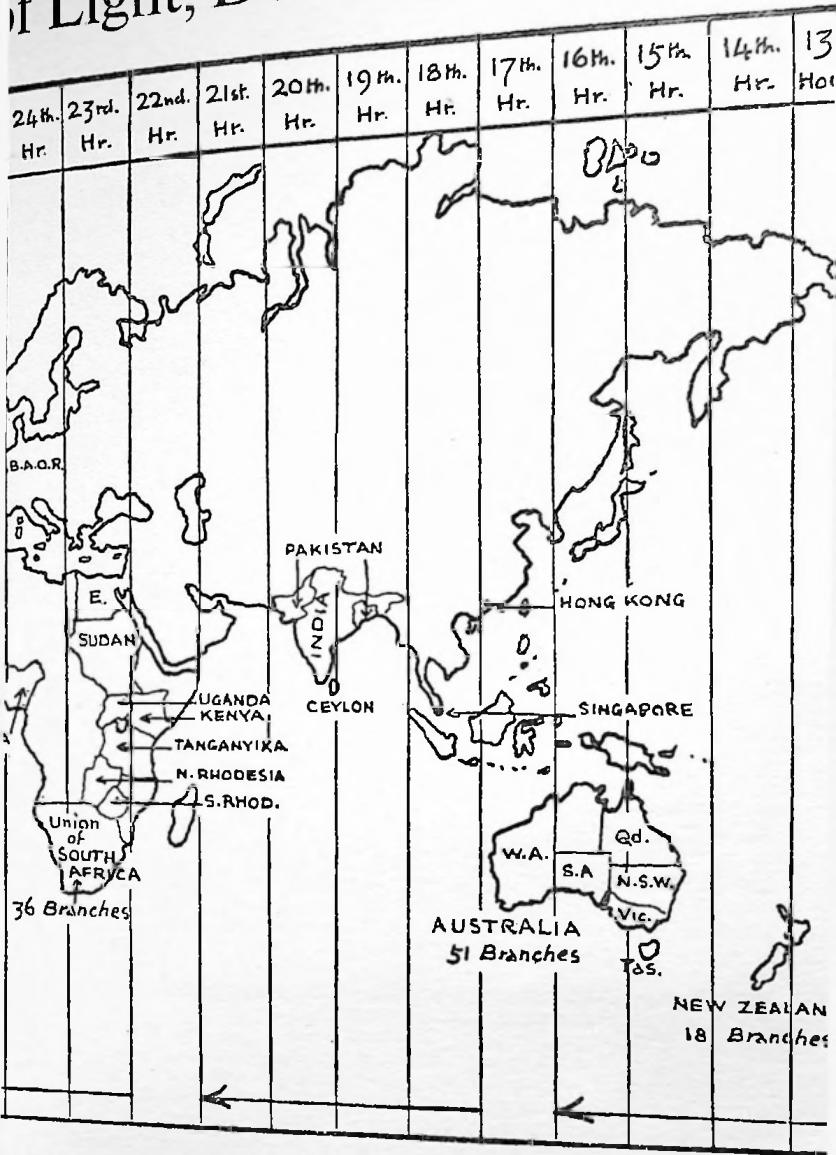 of Light,
24th. Hr.
23rd. Hr.
22nd. Hr.
21st. Hr.
20th. Hr.
19th. Hr.
18th. Hr.
17th. Hr.
16th. Hr.
15th. Hr.
14th. Hr.
13
B.A.O.R.
PAKISTAN
E.
INDIA
HONG KONG
SUDAN
UGANDA
CEYLON
SINGAPORE
KENYA
TANGANYIKA
N. RHODESIA
S. RHOD.
Union
of
SOUTH
AFRICA
36 Branches
W.A.
Qd.
S.A
N.S.W.
Vic.
AUSTRALIA
51 Branches
Tas.
NEW ZEALAN
18 Branches